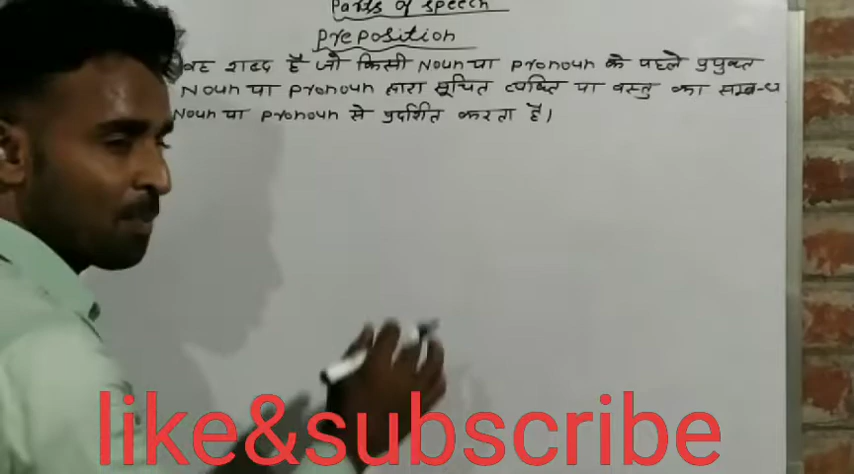 Parts of speech
Preposition
वह शब्द है जो किसी Noun या pronoun के पहले प्रयुक्त
Noun या pronoun द्वारा सूचित व्यक्ति या वस्तु का सम्बन्ध
Noun या pronoun से प्रदर्शित करता है।
like&subscribe